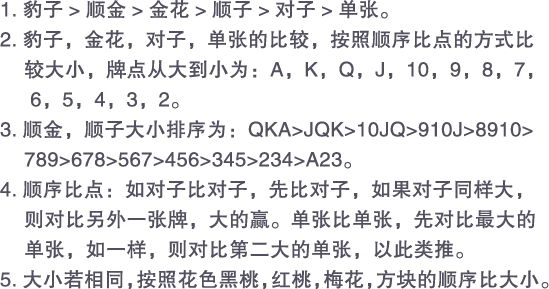 1. 豹子 > 顺金 > 金花 > 顺子 > 对子 > 单张。
2. 豹子，金花，对子，单张的比较，按照顺序比点的方式比
较大小，牌点从大到小为：A，K，Q，J，10，9，8，7，
6，5，4，3，2。
3. 顺金，顺子大小排序为：QKA>JQK>10JQ>910J>8910>
789>678>567>456>345>234>A23。
4. 顺序比点：如对子比对子，先比对子，如果对子同样大，
则对比另外一张牌，大的赢。单张比单张，先对比最大的
单张，如一样，则对比第二大的单张，以此类推。
5. 大小若相同,按照花色黑桃,红桃,梅花,方块的顺序比大小。